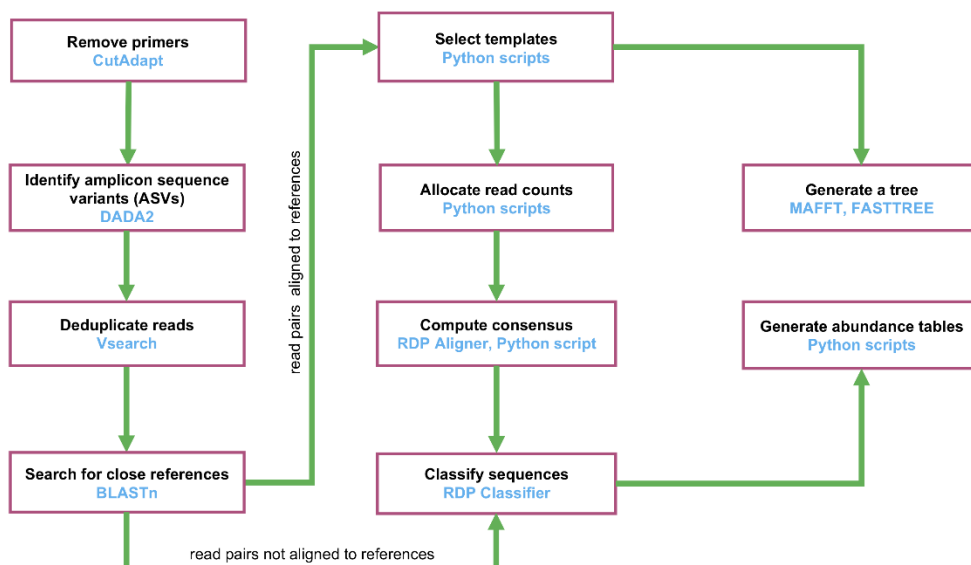 Remove primers
CutAdapt
Identify amplicon sequence
variants (ASVs)
DADA2
Deduplicate reads
Vsearch
Search for close references
BLASTn
read pairs  aligned to references
read pairs not aligned to references
Select templates
Python scripts
Allocate read counts
Python scripts
Compute consensus
RDP Aligner, Python script
Classify sequences
RDP Classifier
Generate a tree
MAFFT, FASTTREE
Generate abundance tables
Python scripts